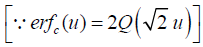 [∵ erf_c(u) = 2Q(√2 u)]